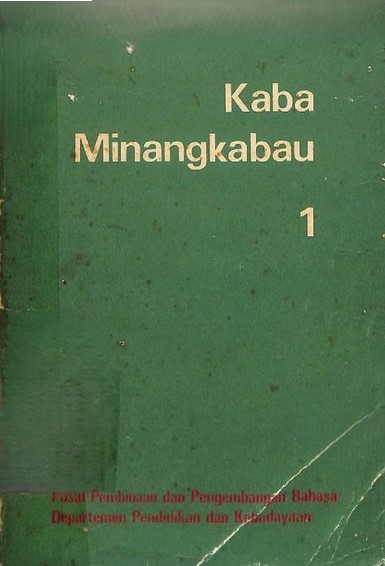 Kaba
Minangkabau
1
Pusat Pembinaan dan Pengembangan Bahasa
Departemen Pendidikan dan Kebudayaan